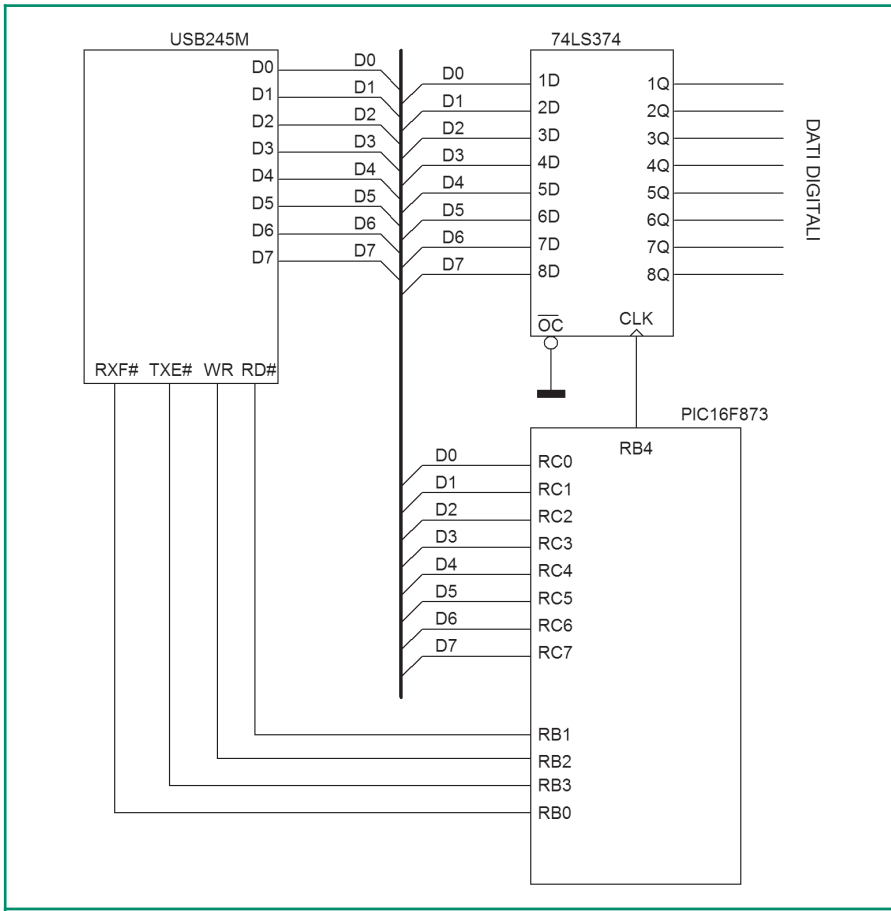 USB245M
D0
D1
D2
D3
D4
D5
D6
D7
RXF# TXE# WR RD#
D0
D1
D2
D3
D4
D5
D6
D7
D0
D1
D2
D3
D4
D5
D6
D7
74LS374
1D
2D
3D
4D
5D
6D
7D
8D
1Q
2Q
3Q
4Q
5Q
6Q
7Q
8Q
OC
CLK
DATI DIGITALI
PIC16F873
RB4
D0
D1
D2
D3
D4
D5
D6
D7
RC0
RC1
RC2
RC3
RC4
RC5
RC6
RC7
RB1
RB2
RB3
RB0